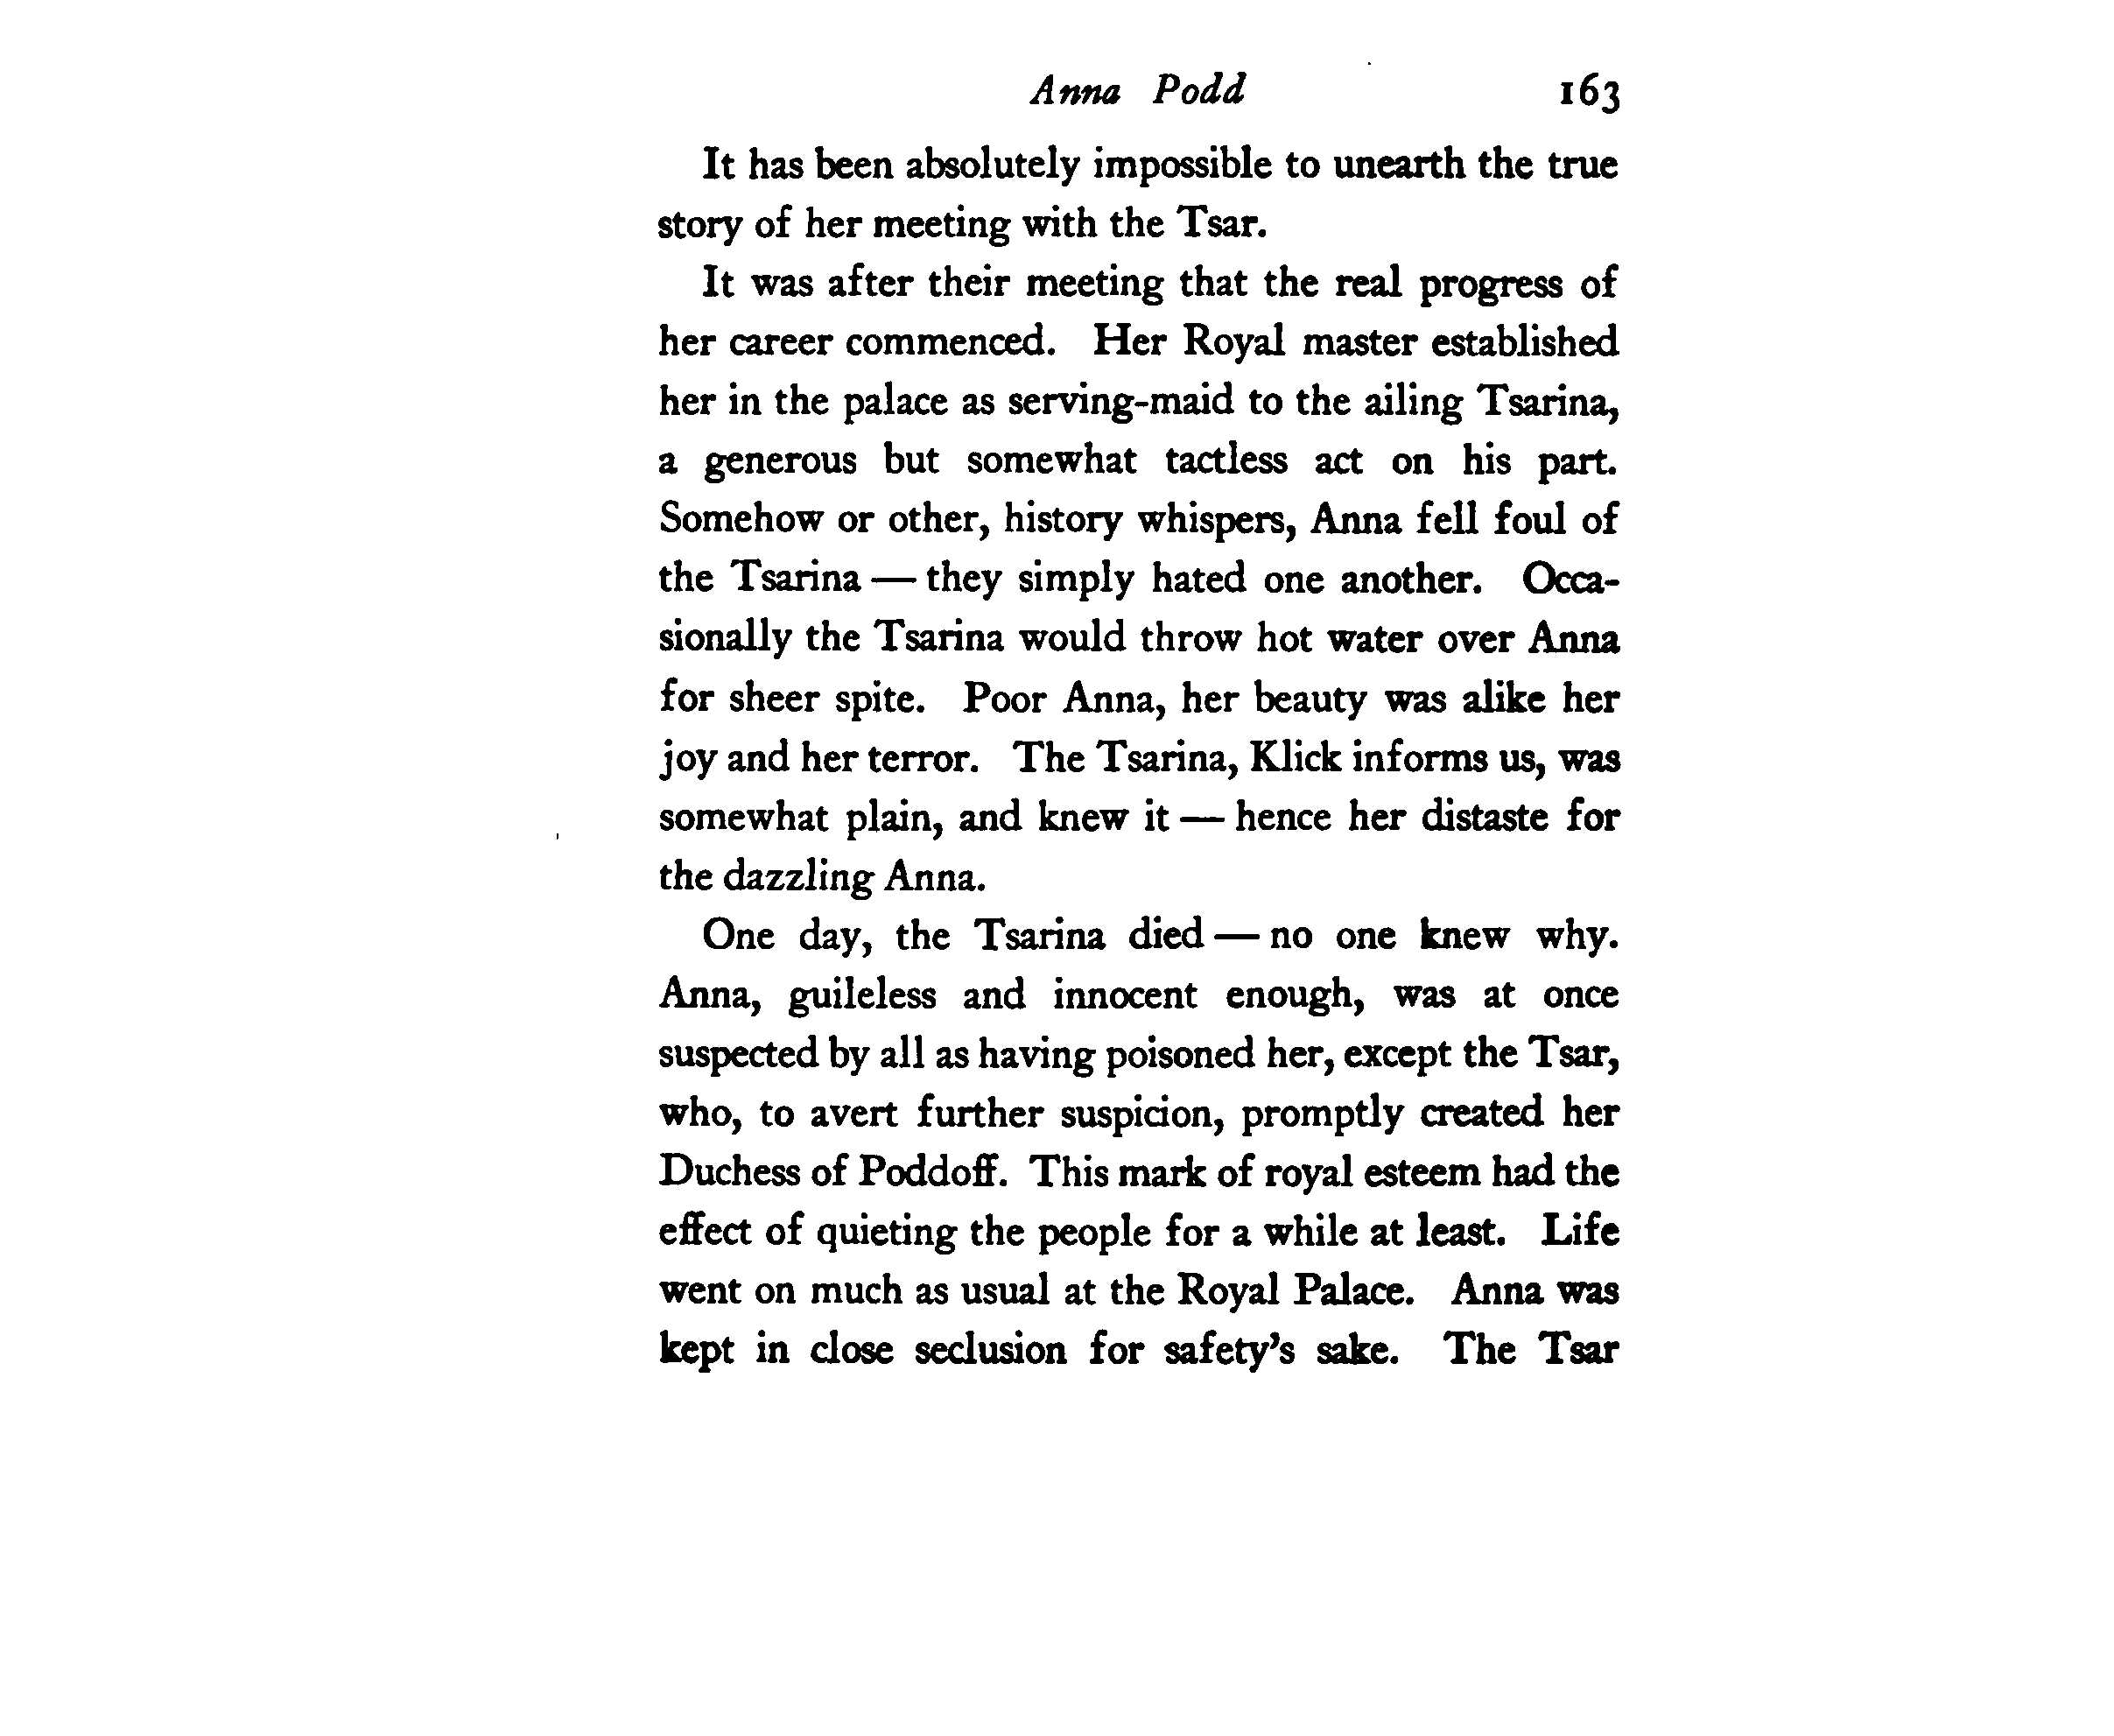 Anna Podd 163
It has been absolutely impossible to unearth the true
story of her meeting with the Tsar.
It was after their meeting that the real progress of
her career commenced. Her Royal master established
her in the palace as serving-maid to the ailing Tsarina,
a generous but somewhat tactless act on his part.
Somehow or other, history whispers, Anna fell foul of
the Tsarina — they simply hated one another. Occa-
sionally the Tsarina would throw hot water over Anna
for sheer spite. Poor Anna, her beauty was alike her
joy and her terror. The Tsarina, Klick informs us, was
somewhat plain, and knew it — hence her distaste for
the dazzling Anna.
One day, the Tsarina died — no one knew why.
Anna, guileless and innocent enough, was at once
suspected by all as having poisoned her, except the Tsar,
who, to avert further suspicion, promptly created her
Duchess of Poddoff. This mark of royal esteem had the
effect of quieting the people for a while at least. Life
went on much as usual at the Royal Palace. Anna was
kept in close seclusion for safety's sake. The Tsar